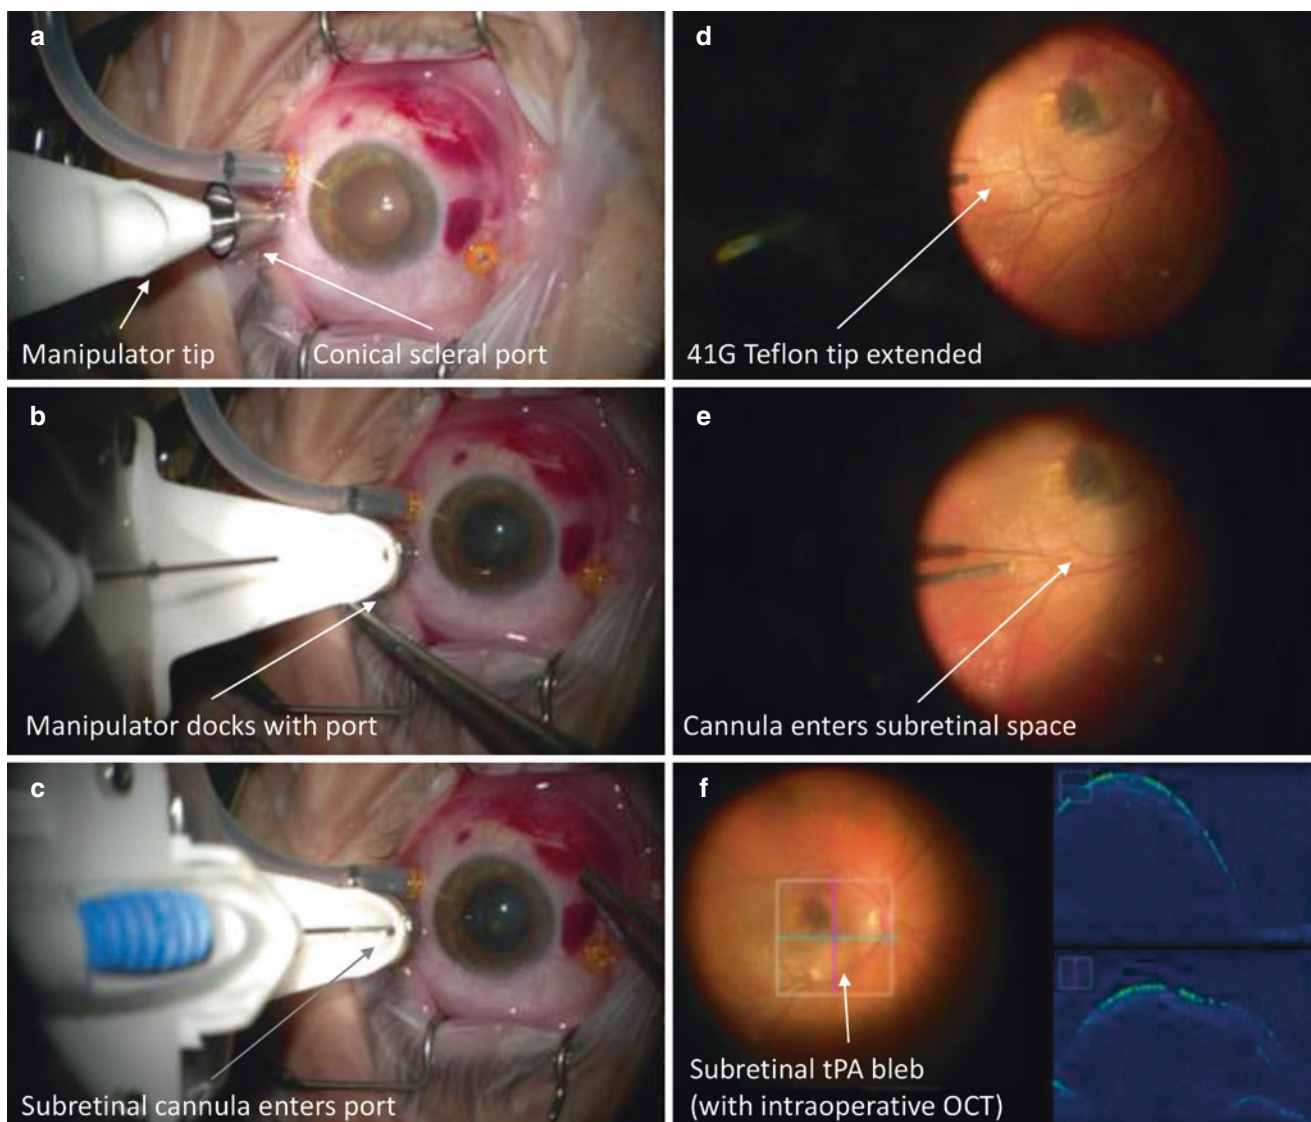 a
Manipulator tip
Conical scleral port
b
Manipulator docks with port
c
Subretinal cannula enters port
d
41G Teflon tip extended
e
Cannula enters subretinal space
f
Subretinal tPA bleb
(with intraoperative OCT)